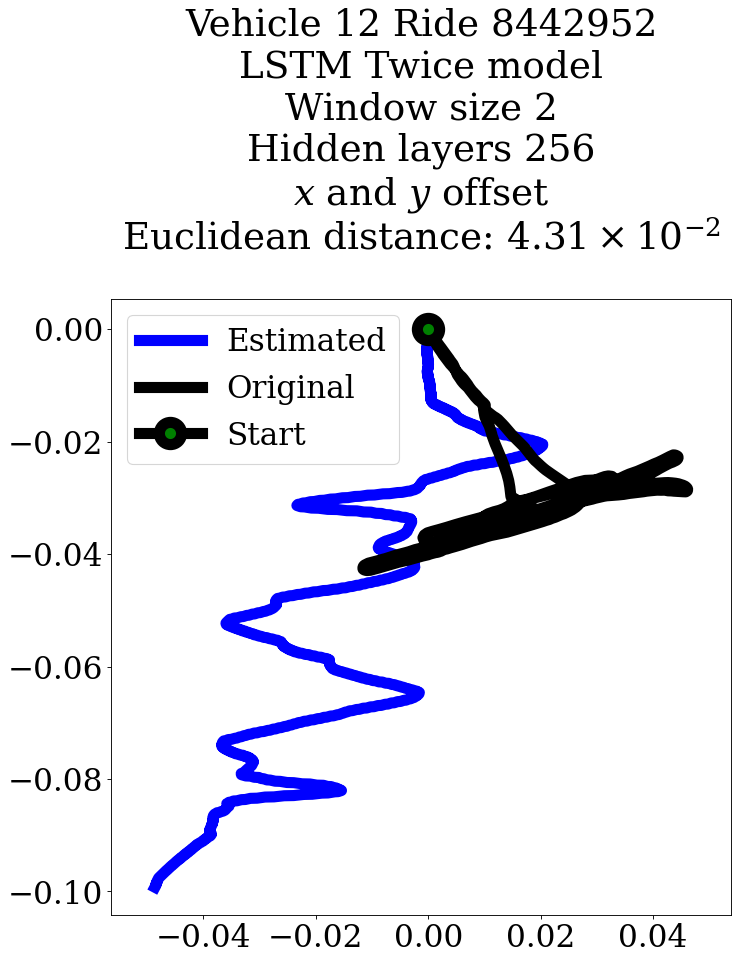 Vehicle 12 Ride 8442952
LSTM Twice model
Window size 2
Hidden layers 256
x and y offset
Euclidean distance: 4.31 × 10⁻²
Estimated
Original
Start
0.00
−0.02
−0.04
−0.06
−0.08
−0.10
−0.04 −0.02 0.00 0.02 0.04